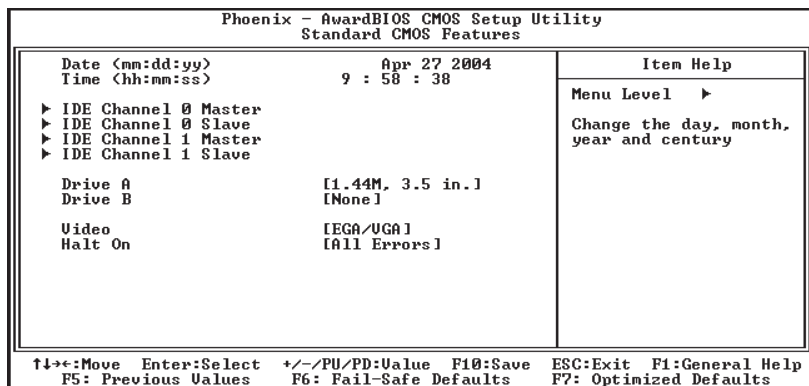 Phoenix - AwardBIOS CMOS Setup Utility
Standard CMOS Features
Date (mm:dd:yy) Apr 27 2004
Time (hh:mm:ss) 9 : 58 : 38
▶ IDE Channel 0 Master
▶ IDE Channel 0 Slave
▶ IDE Channel 1 Master
▶ IDE Channel 1 Slave
Drive A [1.44M, 3.5 in.]
Drive B [None]
Video [EGA/VGA]
Halt On [All Errors]
Item Help
Menu Level ▶
Change the day, month,
year and century
↑↓→←:Move Enter:Select +/-/PU/PD:Value F10:Save ESC:Exit F1:General Help
F5: Previous Values F6: Fail-Safe Defaults F7: Optimized Defaults